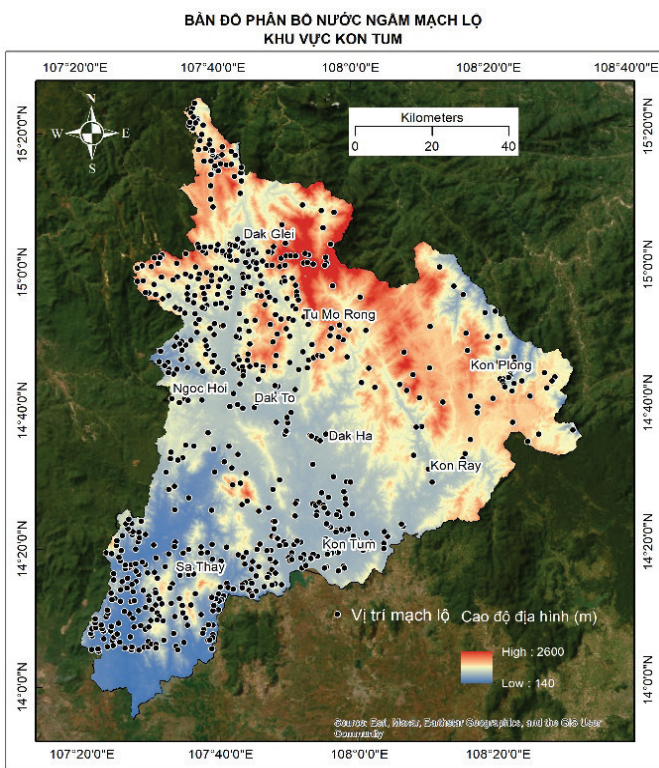 BẢN ĐỒ PHÂN BỐ NƯỚC NGẦM MẠCH LỘ
KHU VỰC KON TUM
107°20'0"E 107°40'0"E 108°0'0"E 108°20'0"E 108°40'0"E
N
W E
S
Kilometers
0 20 40
15°20'0"N 15°20'0"N
Dak Glei
15°0'0"N 15°0'0"N
Tu Mo Rong
Kon Plong
Ngoc Hoi
Dak To
14°40'0"N 14°40'0"N
Dak Ha
Kon Ray
14°20'0"N 14°20'0"N
Kon Tum
Sa Thay
Vị trí mạch lộ Cao độ địa hình (m)
High : 2600
Low : 140
14°0'0"N 14°0'0"N
Source: Esri, Maxar, Earthstar Geographics, and the GIS User
Community
107°20'0"E 107°40'0"E 108°0'0"E 108°20'0"E